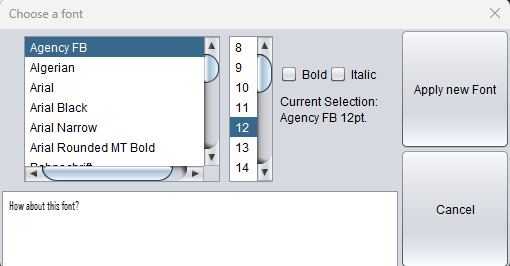 Choose a font
Agency FB
Algerian
Arial
Arial Black
Arial Narrow
Arial Rounded MT Bold
8
9
10
11
12
13
14
Bold Italic
Current Selection:
Agency FB 12pt.
Apply new Font
Cancel
How about this font?